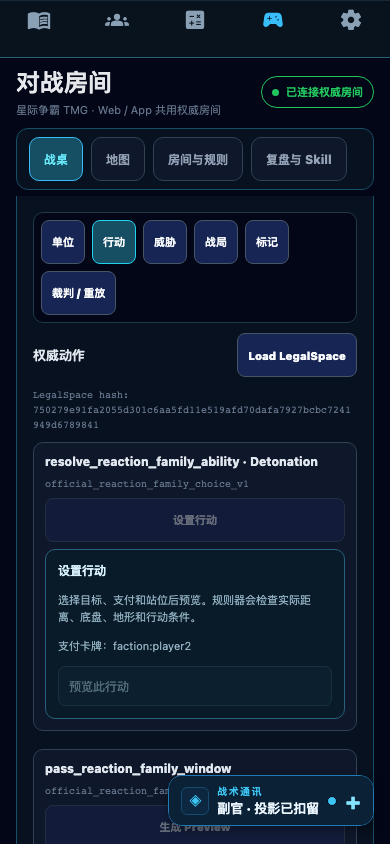 对战房间
已连接权威房间
星际争霸 TMG · Web / App 共用权威房间
战桌
地图
房间与规则
复盘与 Skill
单位
行动
威胁
战局
标记
裁判 / 重放
权威动作
Load LegalSpace
LegalSpace hash:
750279e91fa2055d301c6aa5fd11e519afd70dafa7927bcbc7241
949d6789841
resolve_reaction_family_ability · Detonation
official_reaction_family_choice_v1
设置行动
设置行动
选择目标、支付和站位后预览。规则器会检查实际距
离、底盘、地形和行动条件。
支付卡牌：faction:player2
预览此行动
pass_reaction_family_window
official_reaction_fam
生成 Preview
战术通讯
副官 · 投影已扣留